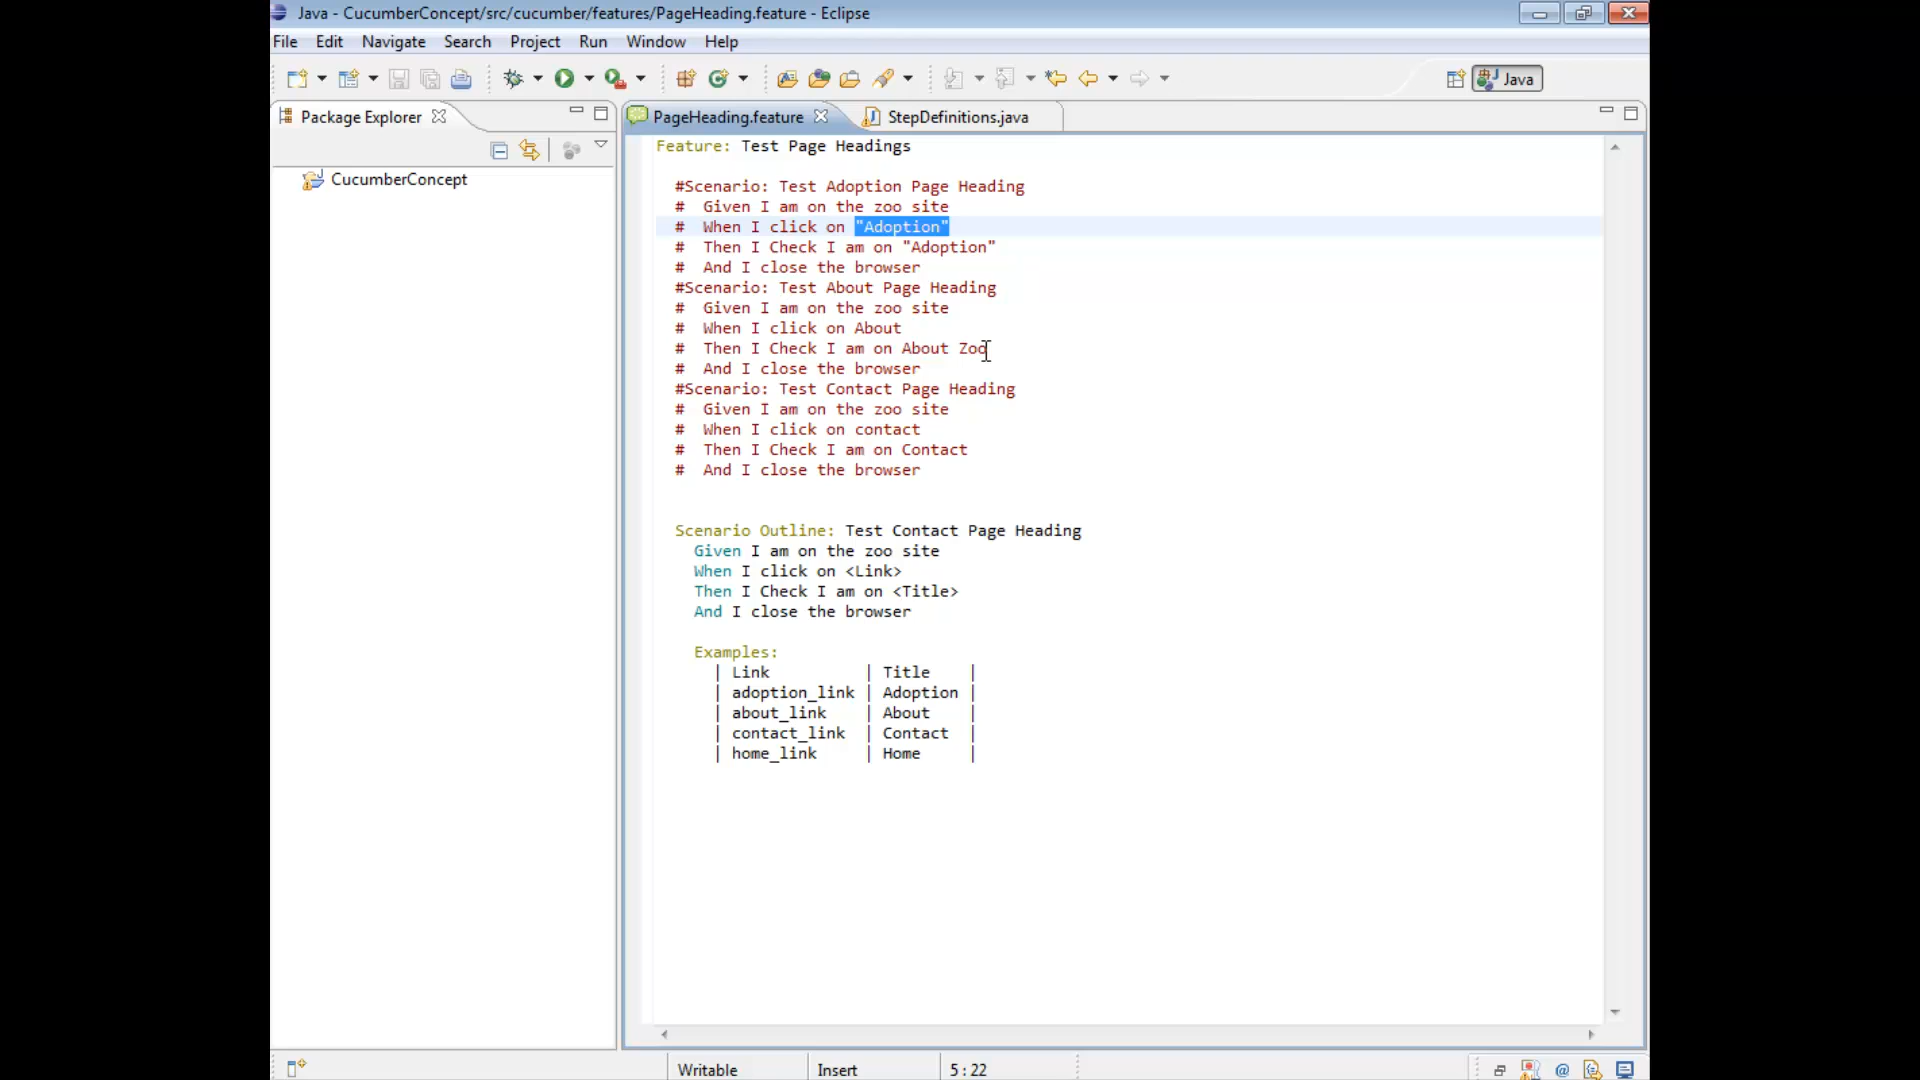 Java - CucumberConcept/src/cucumber/features/PageHeading.feature - Eclipse
File Edit Navigate Search Project Run Window Help
Java
Package Explorer
PageHeading.feature
StepDefinitions.java
CucumberConcept
Feature: Test Page Headings
#Scenario: Test Adoption Page Heading
# Given I am on the zoo site
# When I click on "Adoption"
# Then I Check I am on "Adoption"
# And I close the browser
#Scenario: Test About Page Heading
# Given I am on the zoo site
# When I click on About
# Then I Check I am on About Zoo
# And I close the browser
#Scenario: Test Contact Page Heading
# Given I am on the zoo site
# When I click on contact
# Then I Check I am on Contact
# And I close the browser
Scenario Outline: Test Contact Page Heading
Given I am on the zoo site
When I click on <Link>
Then I Check I am on <Title>
And I close the browser
Examples:
| Link | Title |
| adoption_link | Adoption |
| about_link | About |
| contact_link | Contact |
| home_link | Home |
Writable Insert 5 : 22